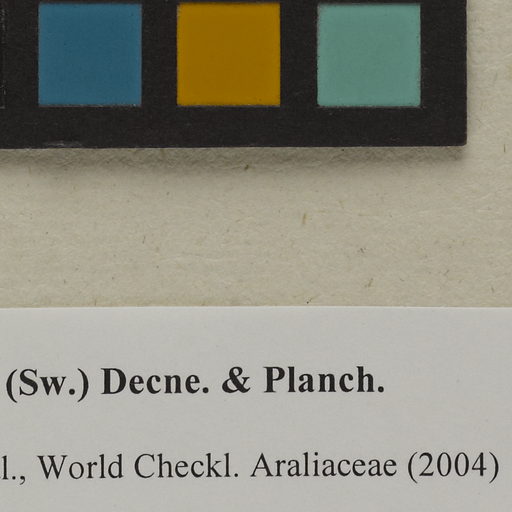 (Sw.) Decne. & Planch.
l., World Checkl. Araliaceae (2004)